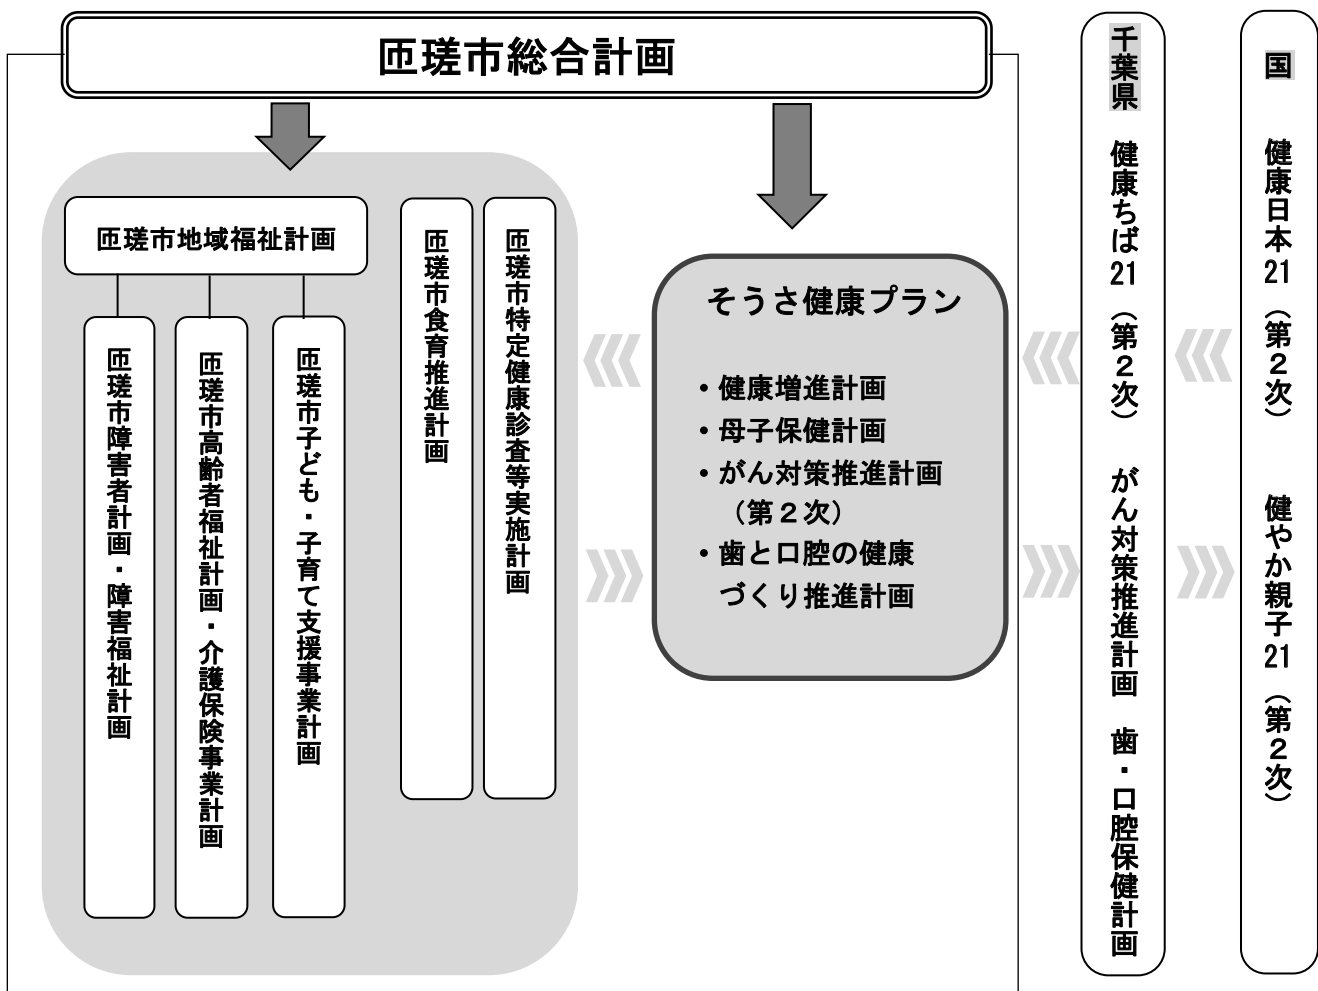 匝瑳市総合計画
匝瑳市地域福祉計画
匝瑳市障害者計画・障害福祉計画
匝瑳市高齢者福祉計画・介護保険事業計画
匝瑳市子ども・子育て支援事業計画
匝瑳市食育推進計画
匝瑳市特定健康診査等実施計画
そうさ健康プラン
・健康増進計画
・母子保健計画
・がん対策推進計画
（第２次）
・歯と口腔の健康
づくり推進計画
千葉県 健康ちば21（第２次） がん対策推進計画 歯・口腔保健計画
国 健康日本21（第２次） 健やか親子21（第２次）